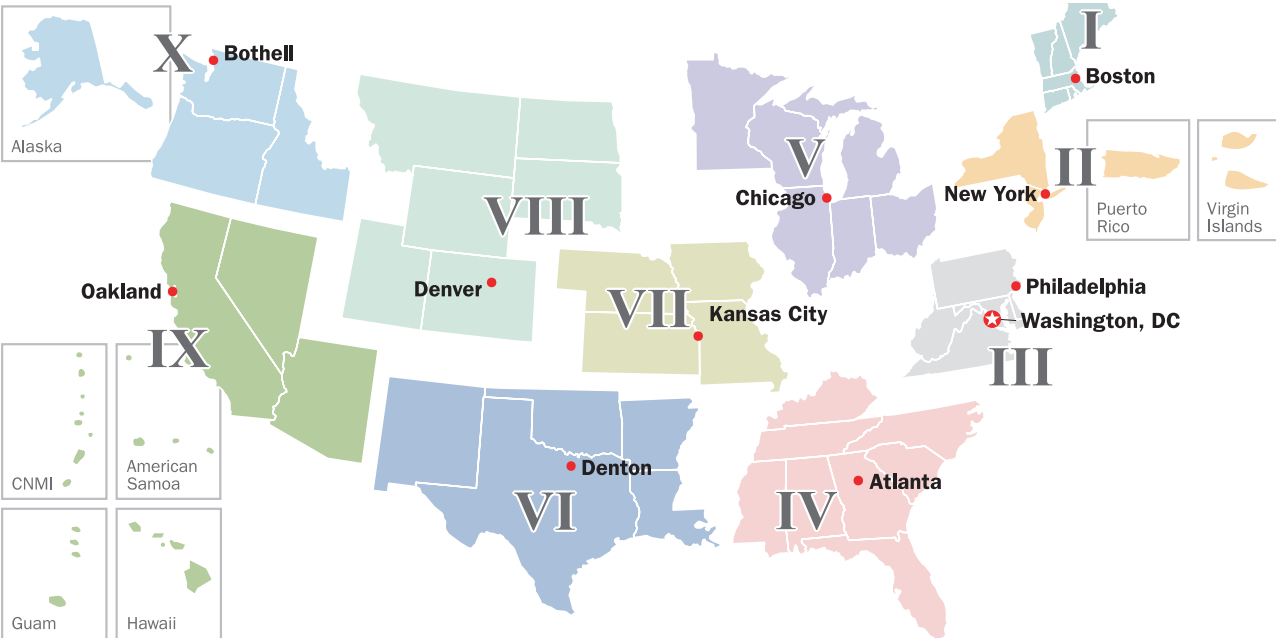 Alaska
X
Bothell
I
Boston
II
New York
Puerto
Rico
Virgin
Islands
V
Chicago
VIII
Denver
Oakland
IX
VII
Kansas City
Philadelphia
Washington, DC
III
CNMI
American
Samoa
Guam
Hawaii
Denton
VI
Atlanta
IV